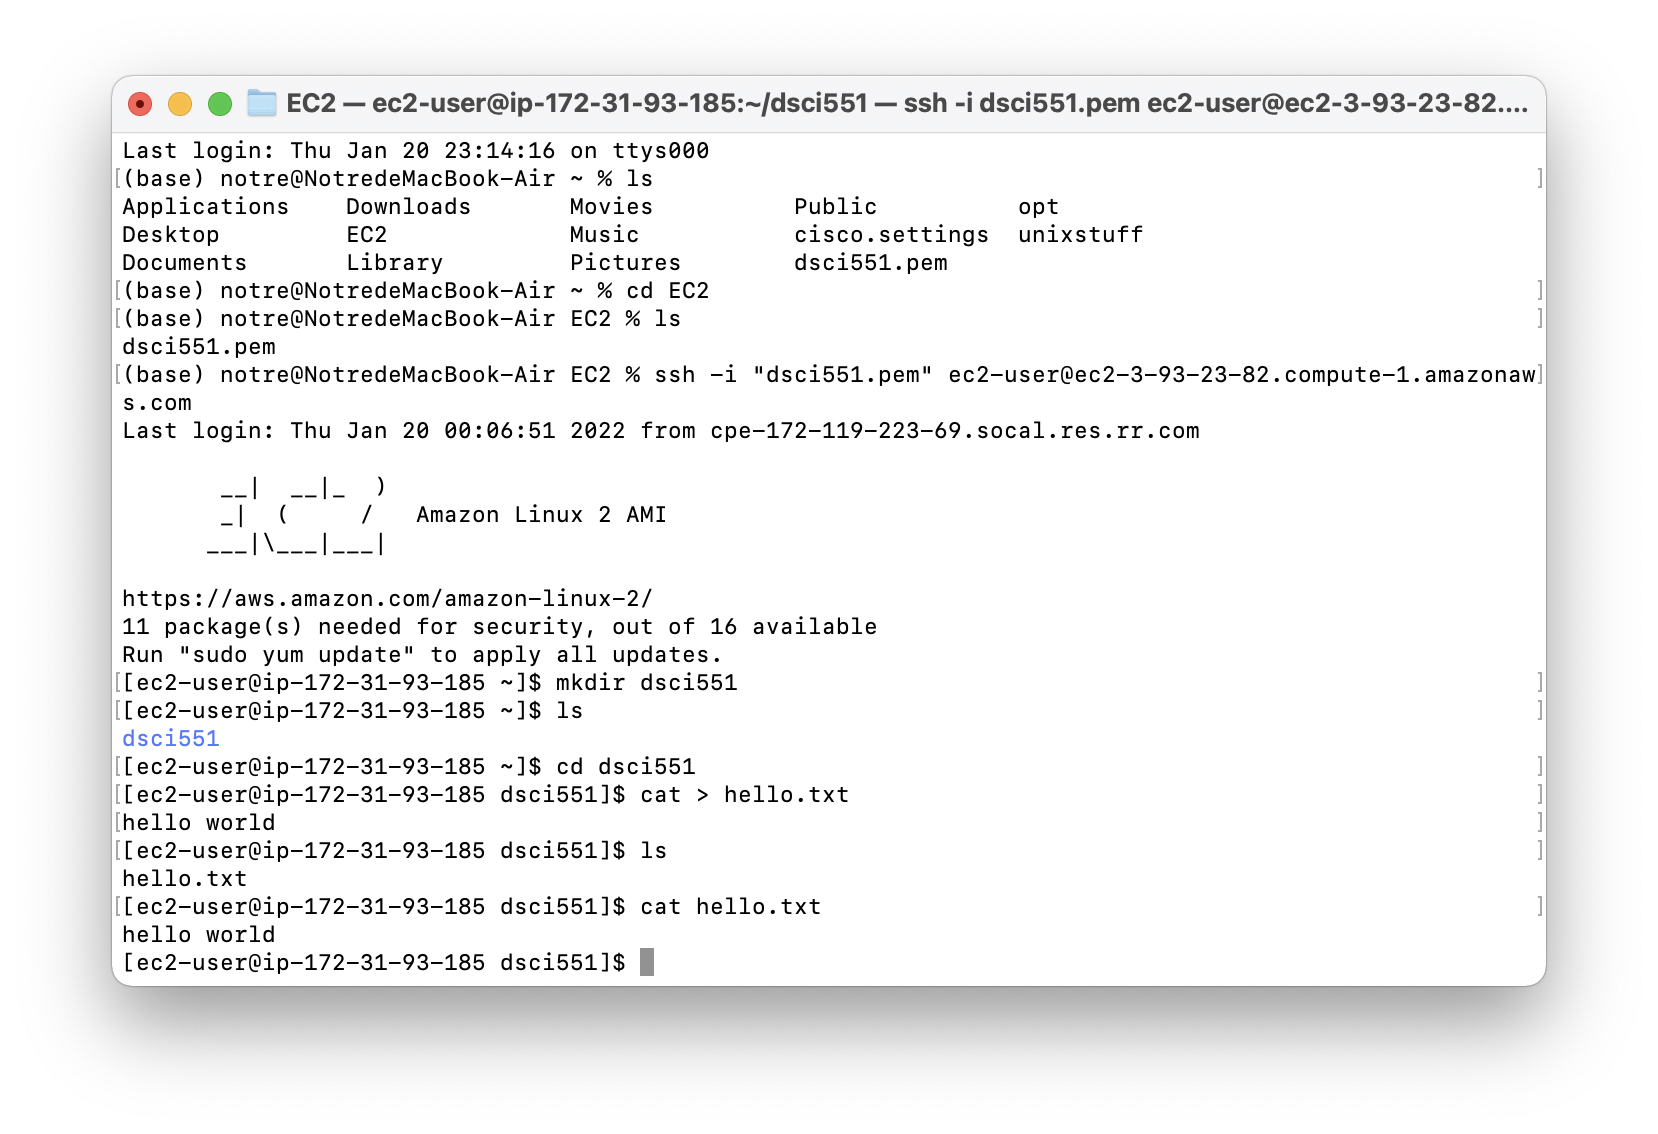 EC2 — ec2-user@ip-172-31-93-185:~/dsci551 — ssh -i dsci551.pem ec2-user@ec2-3-93-23-82....
Last login: Thu Jan 20 23:14:16 on ttys000
[(base) notre@NotredeMacBook-Air ~ % ls ]
Applications    Downloads       Movies          Public          opt
Desktop         EC2             Music           cisco.settings  unixstuff
Documents       Library         Pictures        dsci551.pem
[(base) notre@NotredeMacBook-Air ~ % cd EC2 ]
[(base) notre@NotredeMacBook-Air EC2 % ls ]
dsci551.pem
[(base) notre@NotredeMacBook-Air EC2 % ssh -i "dsci551.pem" ec2-user@ec2-3-93-23-82.compute-1.amazonaw]
s.com
Last login: Thu Jan 20 00:06:51 2022 from cpe-172-119-223-69.socal.res.rr.com
       __|  __|_  )
       _|  (     /   Amazon Linux 2 AMI
      ___|\___|___|
https://aws.amazon.com/amazon-linux-2/
11 package(s) needed for security, out of 16 available
Run "sudo yum update" to apply all updates.
[[ec2-user@ip-172-31-93-185 ~]$ mkdir dsci551 ]
[[ec2-user@ip-172-31-93-185 ~]$ ls ]
dsci551
[[ec2-user@ip-172-31-93-185 ~]$ cd dsci551 ]
[[ec2-user@ip-172-31-93-185 dsci551]$ cat > hello.txt ]
[hello world ]
[[ec2-user@ip-172-31-93-185 dsci551]$ ls ]
hello.txt
[[ec2-user@ip-172-31-93-185 dsci551]$ cat hello.txt ]
hello world
[ec2-user@ip-172-31-93-185 dsci551]$